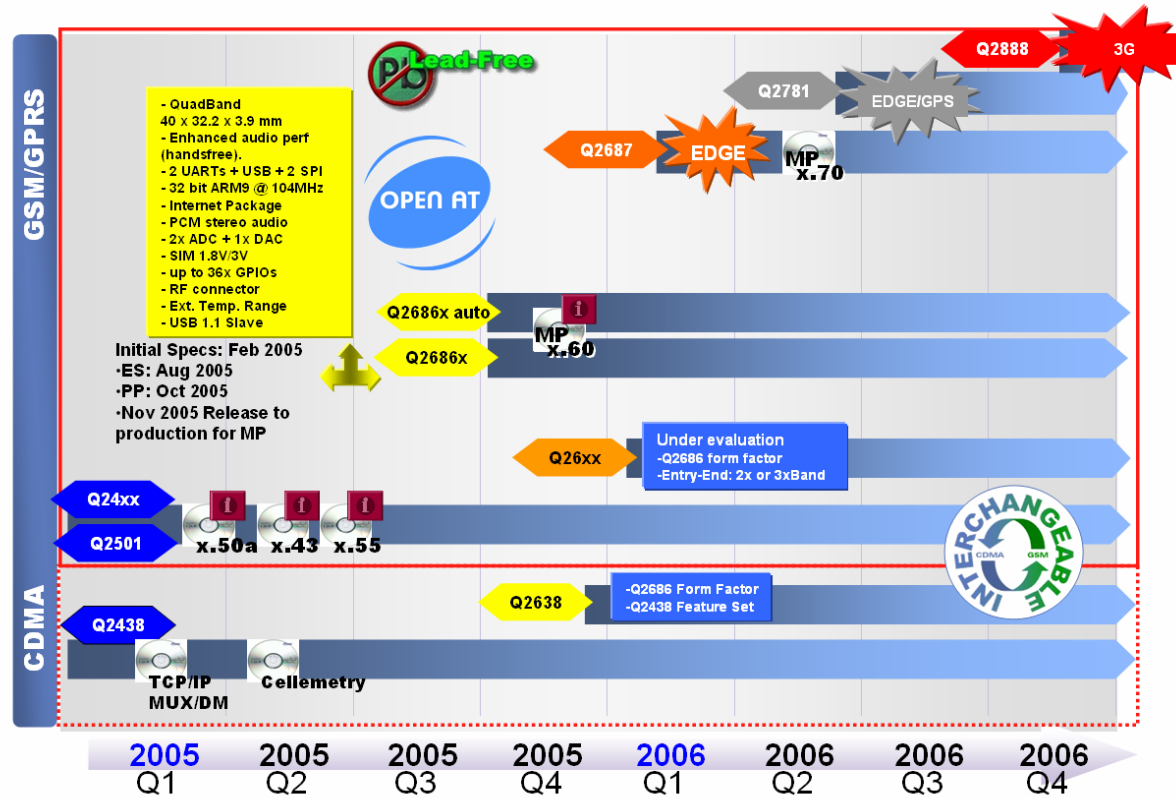 GSM/GPRS
CDMA
Pb
Lead-Free
Q2888
3G
Q2781
EDGE/GPS
Q2687
EDGE
MP
x.70
- QuadBand
40 x 32.2 x 3.9 mm
- Enhanced audio perf
(handsfree).
- 2 UARTs + USB + 2 SPI
- 32 bit ARM9 @ 104MHz
- Internet Package
- PCM stereo audio
- 2x ADC + 1x DAC
- SIM 1.8V/3V
- up to 36x GPIOs
- RF connector
- Ext. Temp. Range
- USB 1.1 Slave
OPEN AT
Q2686x auto
i
MP
x.60
Q2686x
Initial Specs: Feb 2005
•ES: Aug 2005
•PP: Oct 2005
•Nov 2005 Release to
production for MP
Q26xx
Under evaluation
-Q2686 form factor
-Entry-End: 2x or 3xBand
Q24xx
Q2501
i
x.50a
i
x.43
i
x.55
INTERCHANGEABLE
CDMA
GSM
Q2638
-Q2686 Form Factor
-Q2438 Feature Set
Q2438
TCP/IP
MUX/DM
Cellemetry
2005 2005 2005 2005 2006 2006 2006 2006
Q1 Q2 Q3 Q4 Q1 Q2 Q3 Q4